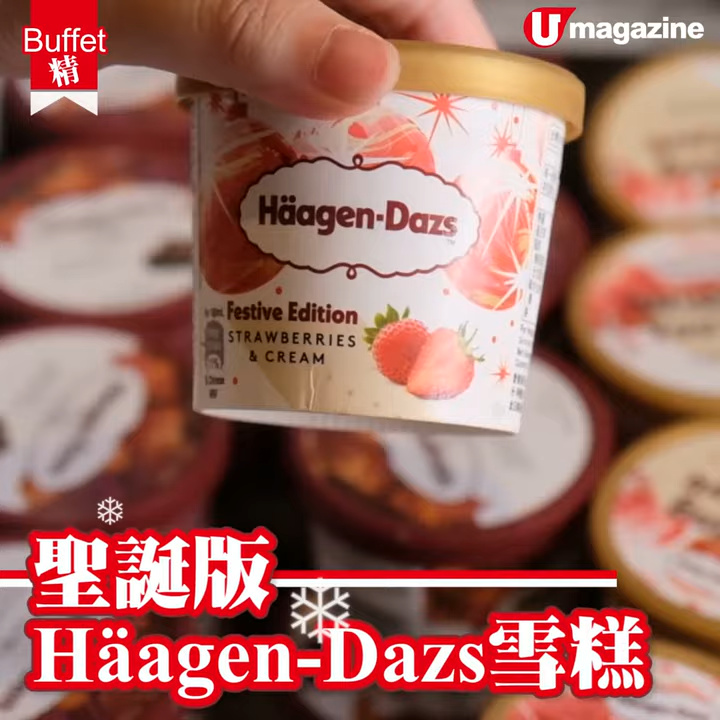 Buffet
精
U magazine
Häagen-Dazs
™
Festive Edition
STRAWBERRIES
& CREAM
聖誕版
Häagen-Dazs雪糕